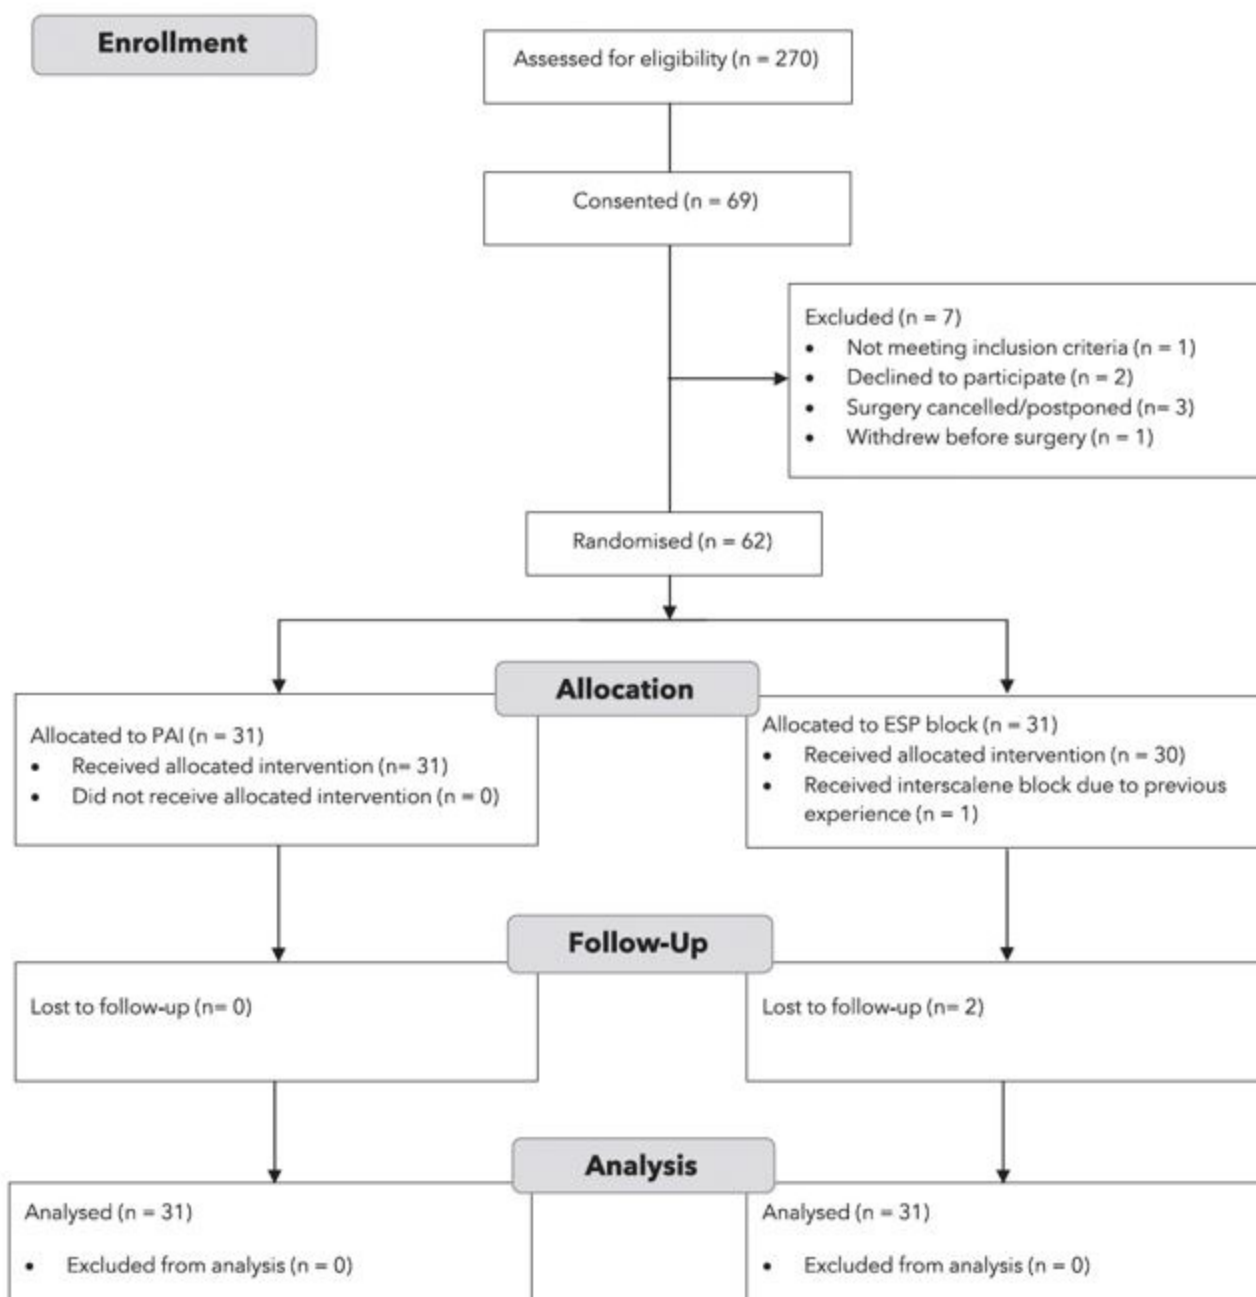 Enrollment
Assessed for eligibility (n = 270)
Consented (n = 69)
Excluded (n = 7)
• Not meeting inclusion criteria (n = 1)
• Declined to participate (n = 2)
• Surgery cancelled/postponed (n= 3)
• Withdrew before surgery (n = 1)
Randomised (n = 62)
Allocation
Allocated to PAI (n = 31)
• Received allocated intervention (n= 31)
• Did not receive allocated intervention (n = 0)
Allocated to ESP block (n = 31)
• Received allocated intervention (n = 30)
• Received interscalene block due to previous
experience (n = 1)
Follow-Up
Lost to follow-up (n= 0)
Lost to follow-up (n= 2)
Analysis
Analysed (n = 31)
• Excluded from analysis (n = 0)
Analysed (n = 31)
• Excluded from analysis (n = 0)